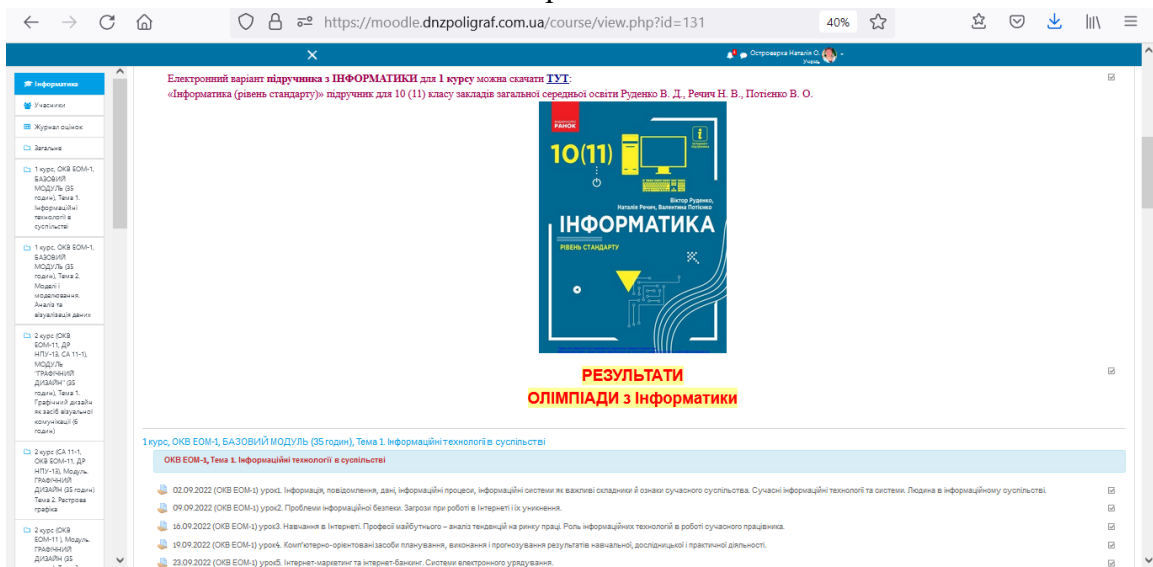 https://moodle.dnzpoligraf.com.ua/course/view.php?id=131
40%
Островерха Наталія О.
Учень
Інформатика
Учасники
Журнал оцінок
Загальне
1 курс, ОКВ ЕОМ-1,
БАЗОВИЙ
МОДУЛЬ (35
годин), Тема 1.
Інформаційні
технології в
суспільстві
1 курс, ОКВ ЕОМ-1,
БАЗОВИЙ
МОДУЛЬ (35
годин), Тема 2.
Моделі і
моделювання.
Аналіз та
візуалізація даних
2 курс (ОКВ
ЕОМ-11, ДР
НПУ-13, СА 11-1),
МОДУЛЬ
"ГРАФІЧНИЙ
ДИЗАЙН" (35
годин), Тема 1.
Графічний дизайн
як засіб візуальної
комунікації (6
годин)
2 курс (СА 11-1,
ОКВ ЕОМ-11, ДР
НПУ-13), Модуль.
ГРАФІЧНИЙ
ДИЗАЙН (35 годин)
Тема 2. Растрова
графіка
2 курс (ОКВ
ЕОМ-11 ), Модуль.
ГРАФІЧНИЙ
ДИЗАЙН (35
Електронний варіант підручника з ІНФОРМАТИКИ для 1 курсу можна скачати ТУТ:
«Інформатика (рівень стандарту)» підручник для 10 (11) класу закладів загальної середньої освіти Руденко В. Д., Речич Н. В., Потієнко В. О.
РАНОК
10(11)
Віктор Руденко,
Наталія Речич, Валентина Потієнко
ІНФОРМАТИКА
РІВЕНЬ СТАНДАРТУ
РЕЗУЛЬТАТИ
ОЛІМПІАДИ з Інформатики
1 курс, ОКВ ЕОМ-1, БАЗОВИЙ МОДУЛЬ (35 годин), Тема 1. Інформаційні технології в суспільстві
ОКВ ЕОМ-1, Тема 1. Інформаційні технології в суспільстві
02.09.2022 (ОКВ ЕОМ-1) урок1. Інформація, повідомлення, дані, інформаційні процеси, інформаційні системи як важливі складники й ознаки сучасного суспільства. Сучасні інформаційні технології та системи. Людина в інформаційному суспільстві.
09.09.2022 (ОКВ ЕОМ-1) урок2. Проблеми інформаційної безпеки. Загрози при роботі в Інтернеті і їх уникнення.
16.09.2022 (ОКВ ЕОМ-1) урок3. Навчання в Інтернеті. Професії майбутнього – аналіз тенденцій на ринку праці. Роль інформаційних технологій в роботі сучасного працівника.
19.09.2022 (ОКВ ЕОМ-1) урок4. Комп'ютерно-орієнтовані засоби планування, виконання і прогнозування результатів навчальної, дослідницької і практичної діяльності.
23.09.2022 (ОКВ ЕОМ-1) урок5. Інтернет-маркетинг та інтернет-банкінг. Системи електронного урядування.